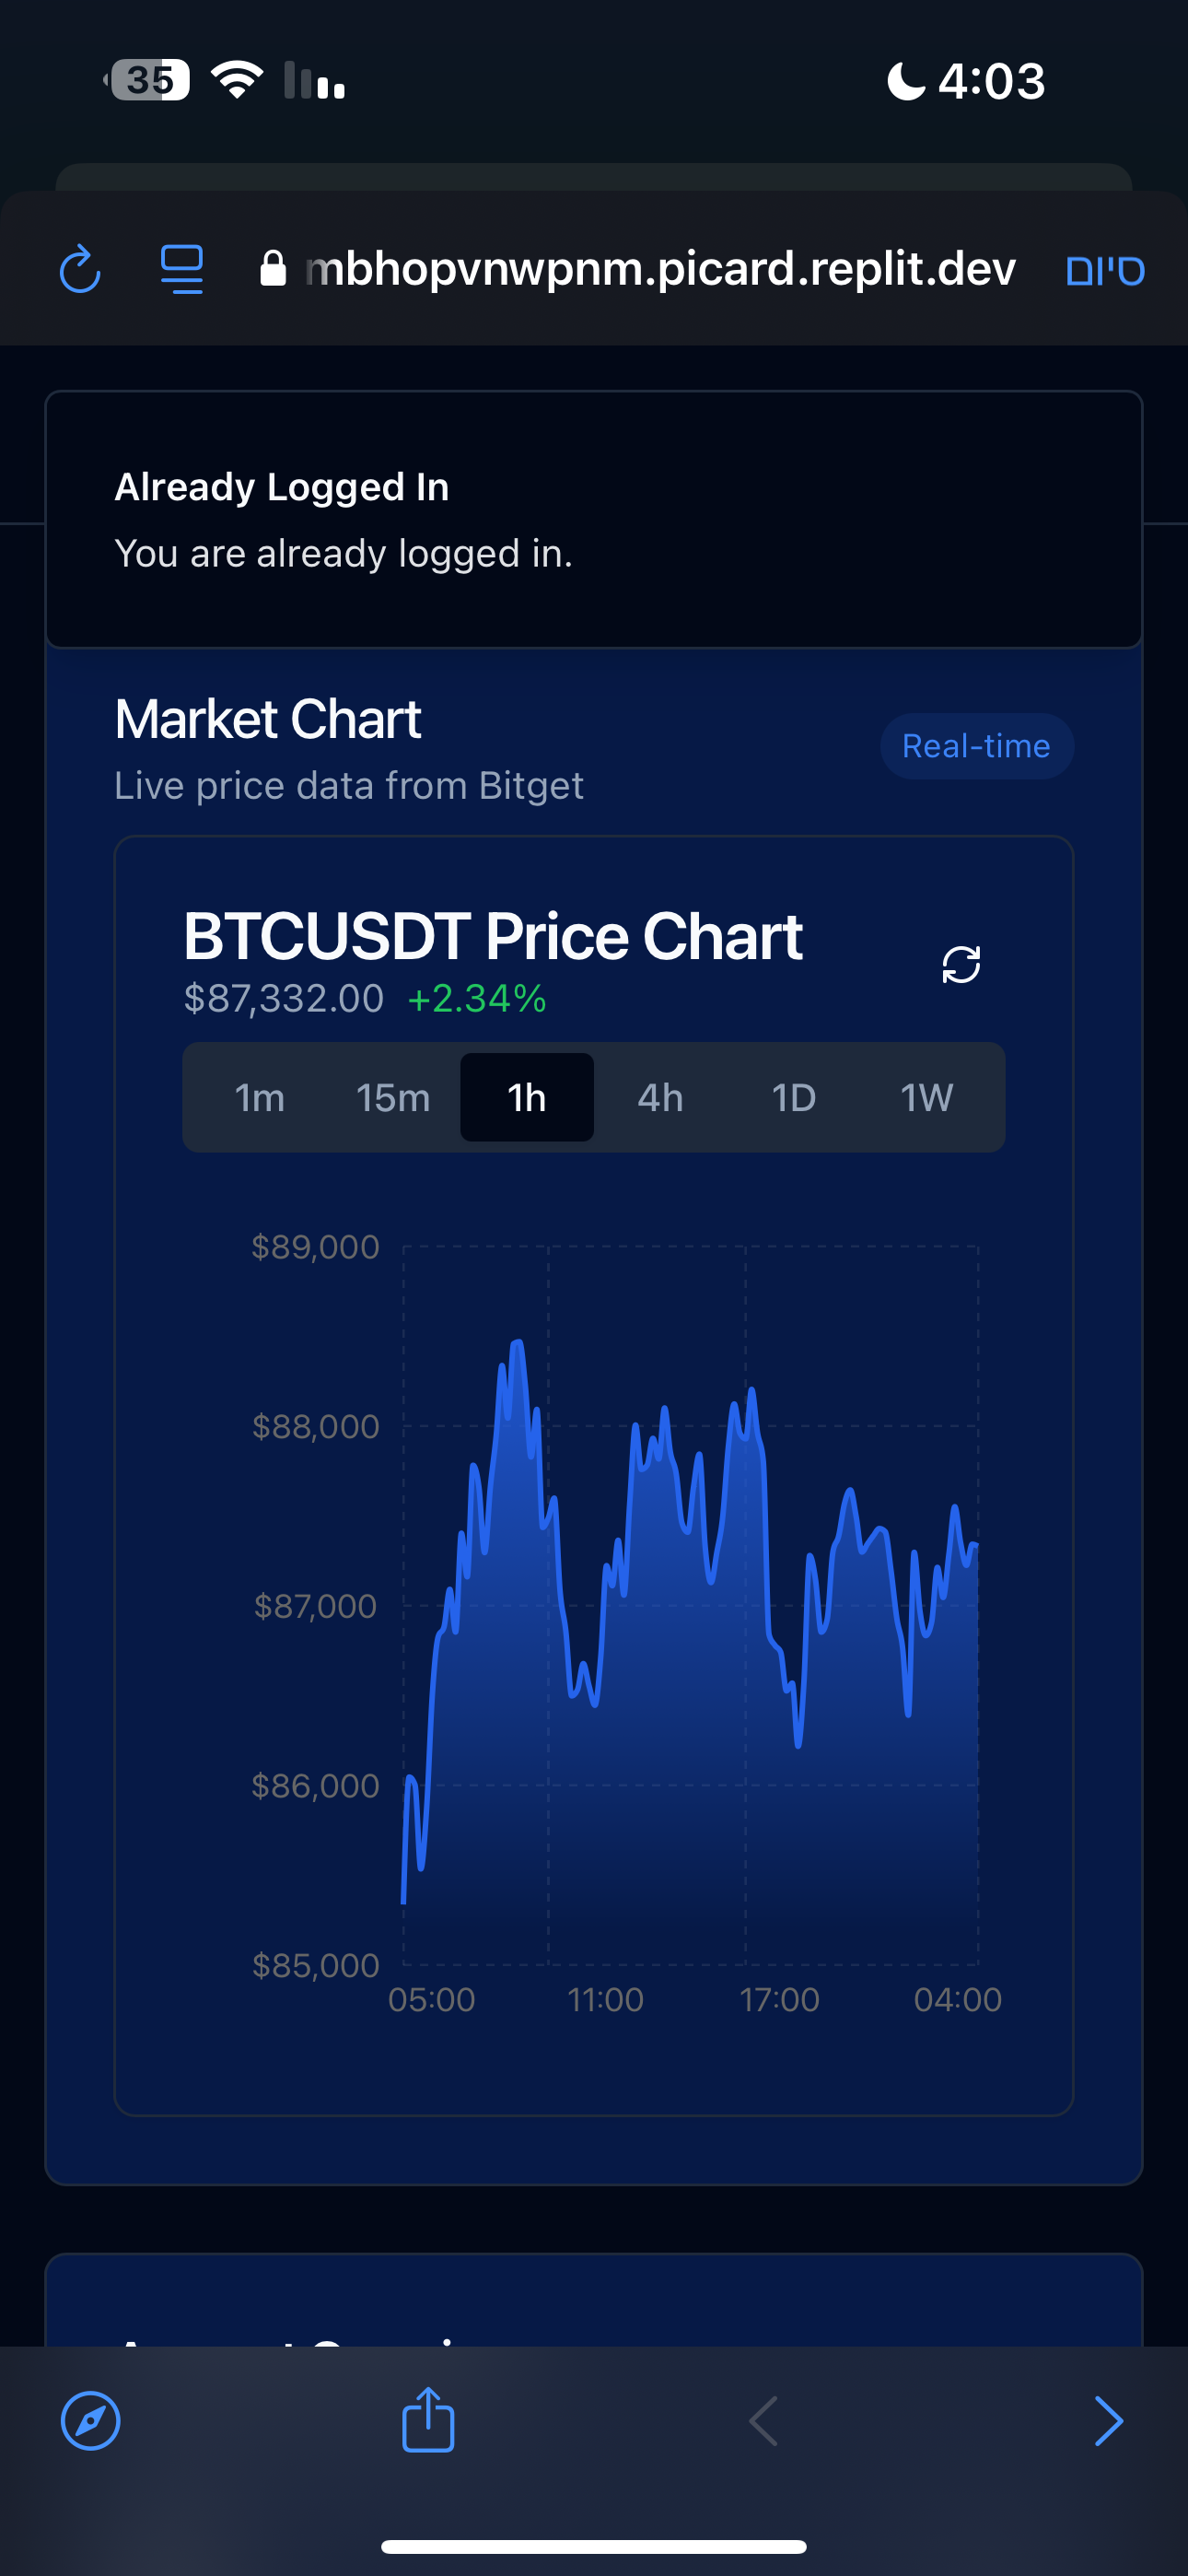 35 4:03
mbhopvnwpnm.picard.replit.dev סיום
Already Logged In
You are already logged in.
Market Chart
Real-time
Live price data from Bitget
BTCUSDT Price Chart
$87,332.00 +2.34%
1m 15m 1h 4h 1D 1W
$89,000
$88,000
$87,000
$86,000
$85,000
05:00 11:00 17:00 04:00